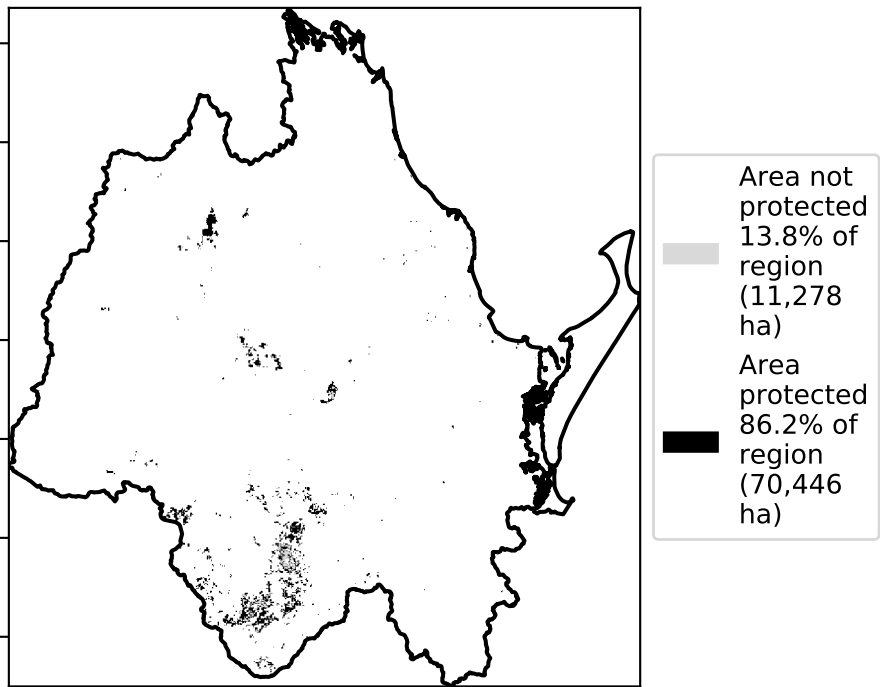 Area not
protected
13.8% of
region
(11,278
ha)
Area
protected
86.2% of
region
(70,446
ha)